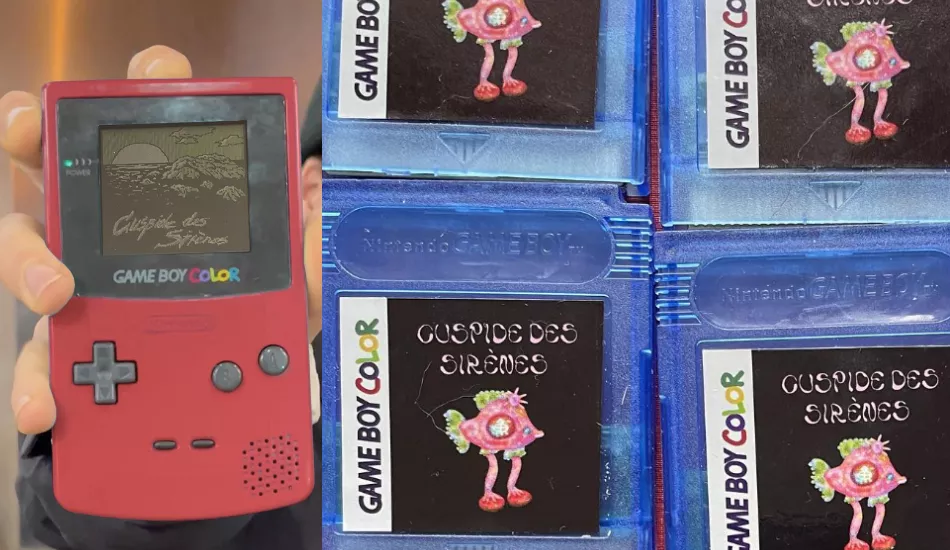 POWER
Cuspide des
Sirènes
GAME BOY COLOR
GAME BOY
GAME BOY CO
Nintendo GAME BOY
GAME BOY COLOR
CUSPIDE DES
SIRÈNES
Nintendo GAME BOY
GAME BOY COLOR
CUSPIDE DES
SIRÈNES